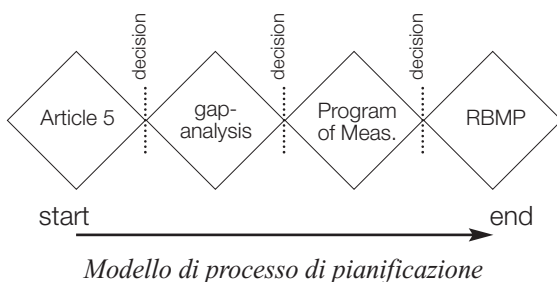 decision
decision
decision
Article 5
gap-
analysis
Program
of Meas.
RBMP
start
end
Modello di processo di pianificazione